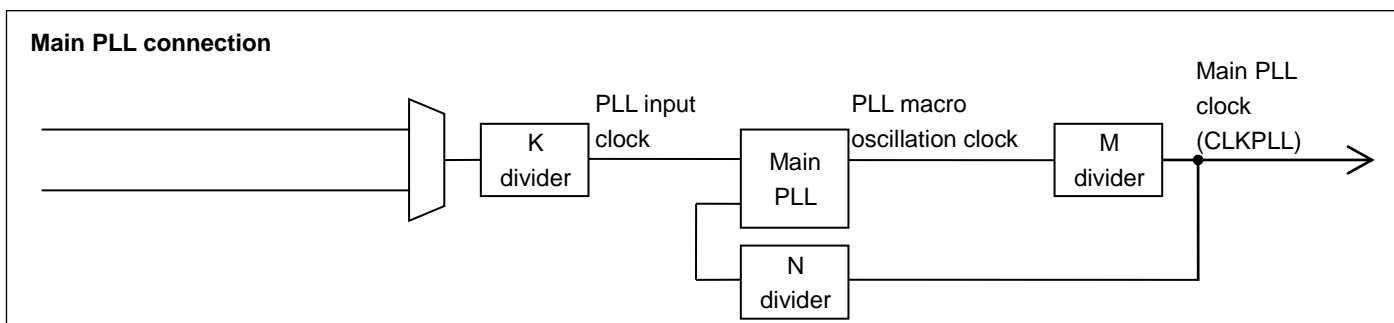 Main PLL connection
Main PLL
clock
(CLKPLL)
PLL input
clock
PLL macro
oscillation clock
K
divider
Main
PLL
M
divider
N
divider